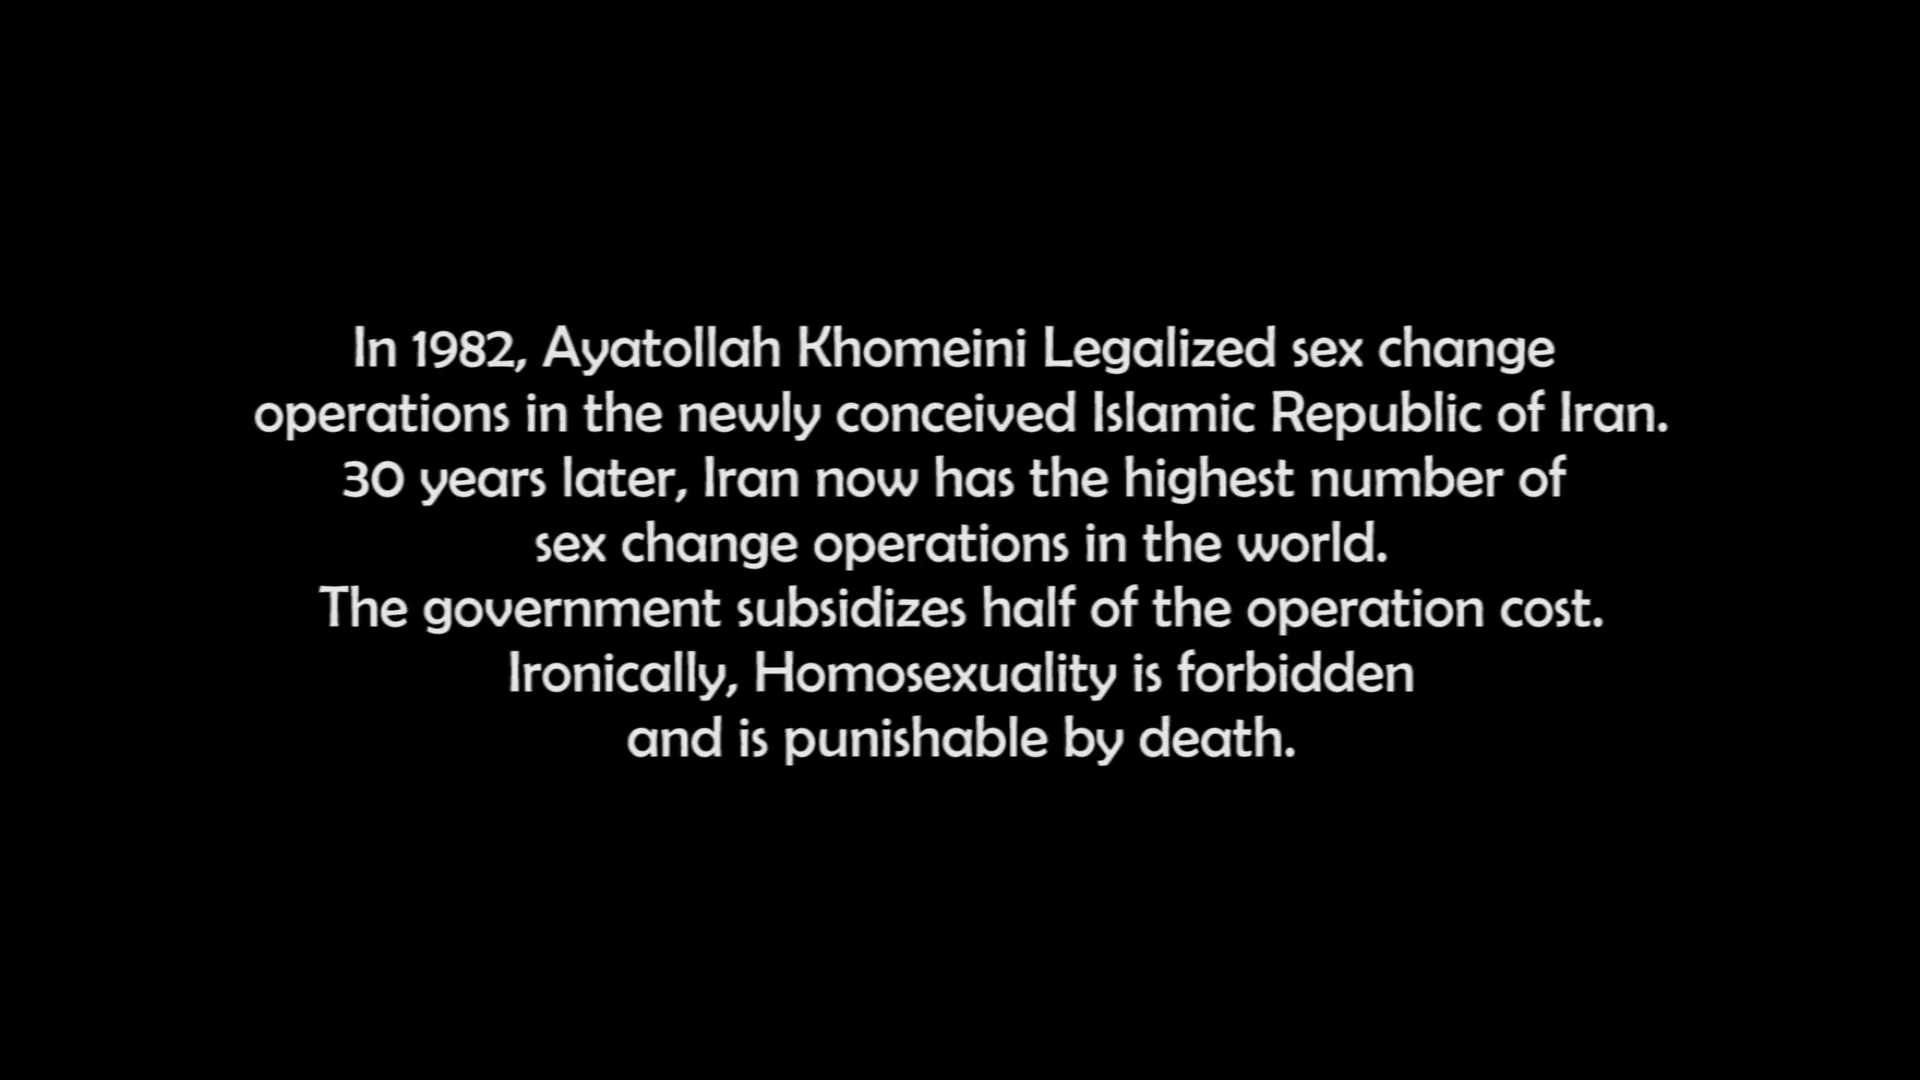 In 1982, Ayatollah Khomeini Legalized sex change
operations in the newly conceived Islamic Republic of Iran.
30 years later, Iran now has the highest number of
sex change operations in the world.
The government subsidizes half of the operation cost.
Ironically, Homosexuality is forbidden
and is punishable by death.